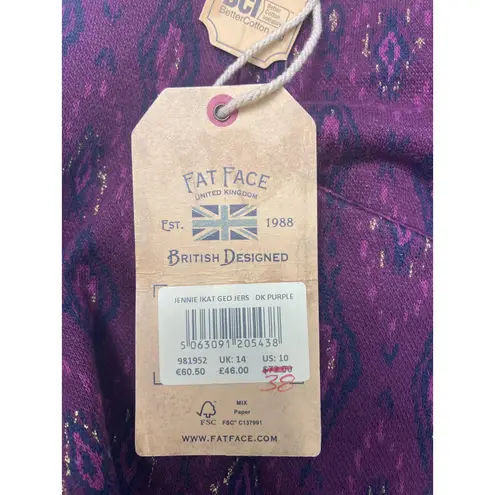 BCI
Better
Cotton
Initiative
BetterCotton
FAT FACE
UNITED KINGDOM
EST. 1988
BRITISH DESIGNED
JENNIE IKAT GEO JERS DK PURPLE
5 063091 205438
981952 UK: 14 US: 10
€60.50 £46.00
38
FSC
MIX
Paper
FSC® C137991
WWW.FATFACE.COM